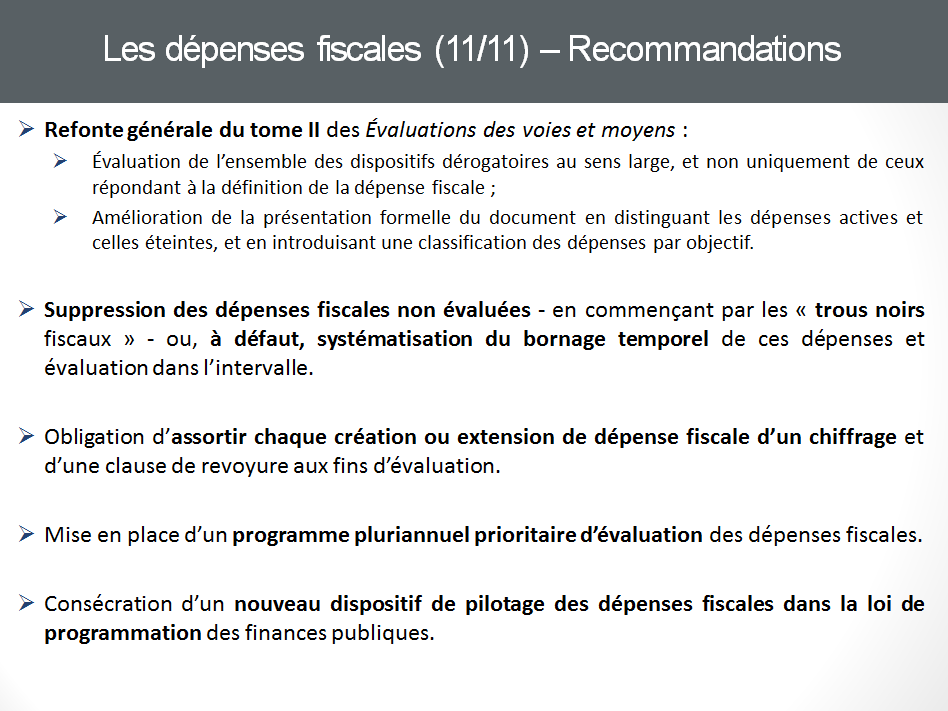 Les dépenses fiscales (11/11) – Recommandations
➢ Refonte générale du tome II des Évaluations des voies et moyens :
➢ Évaluation de l’ensemble des dispositifs dérogatoires au sens large, et non uniquement de ceux
répondant à la définition de la dépense fiscale ;
➢ Amélioration de la présentation formelle du document en distinguant les dépenses actives et
celles éteintes, et en introduisant une classification des dépenses par objectif.
➢ Suppression des dépenses fiscales non évaluées - en commençant par les « trous noirs
fiscaux » - ou, à défaut, systématisation du bornage temporel de ces dépenses et
évaluation dans l’intervalle.
➢ Obligation d’assortir chaque création ou extension de dépense fiscale d’un chiffrage et
d’une clause de revoyure aux fins d’évaluation.
➢ Mise en place d’un programme pluriannuel prioritaire d’évaluation des dépenses fiscales.
➢ Consécration d’un nouveau dispositif de pilotage des dépenses fiscales dans la loi de
programmation des finances publiques.